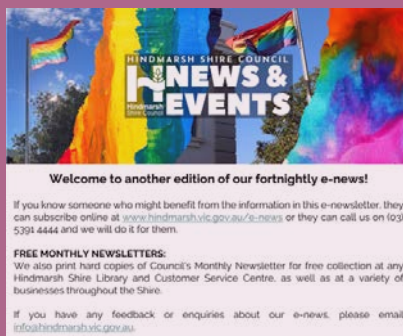 HINDMARSH SHIRE COUNCIL
NEWS &
EVENTS
Hindmarsh
Shire Council
Welcome to another edition of our fortnightly e-news!
If you know someone who might benefit from the information in this e-newsletter, they
can subscribe online at www.hindmarsh.vic.gov.au/e-news or they can call us on (03)
5391 4444 and we will do it for them.
FREE MONTHLY NEWSLETTERS:
We also print hard copies of Council's Monthly Newsletter for free collection at any
Hindmarsh Shire Library and Customer Service Centre, as well as at a variety of
businesses throughout the Shire.
If you have any feedback or enquiries about our e-news, please email
info@hindmarsh.vic.gov.au.